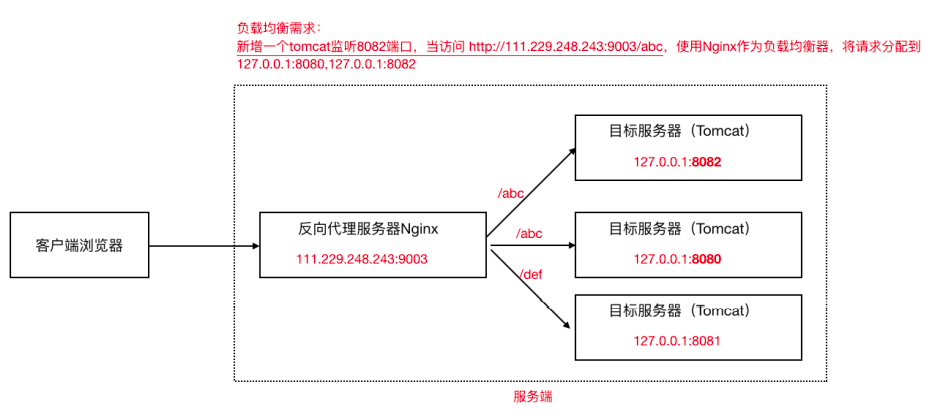 负载均衡需求：
新增一个tomcat监听8082端口，当访问 http://111.229.248.243:9003/abc，使用Nginx作为负载均衡器，将请求分配到
127.0.0.1:8080,127.0.0.1:8082
目标服务器（Tomcat）
127.0.0.1:8082
/abc
客户端浏览器
反向代理服务器Nginx
111.229.248.243:9003
/abc
目标服务器（Tomcat）
127.0.0.1:8080
/def
目标服务器（Tomcat）
127.0.0.1:8081
服务端